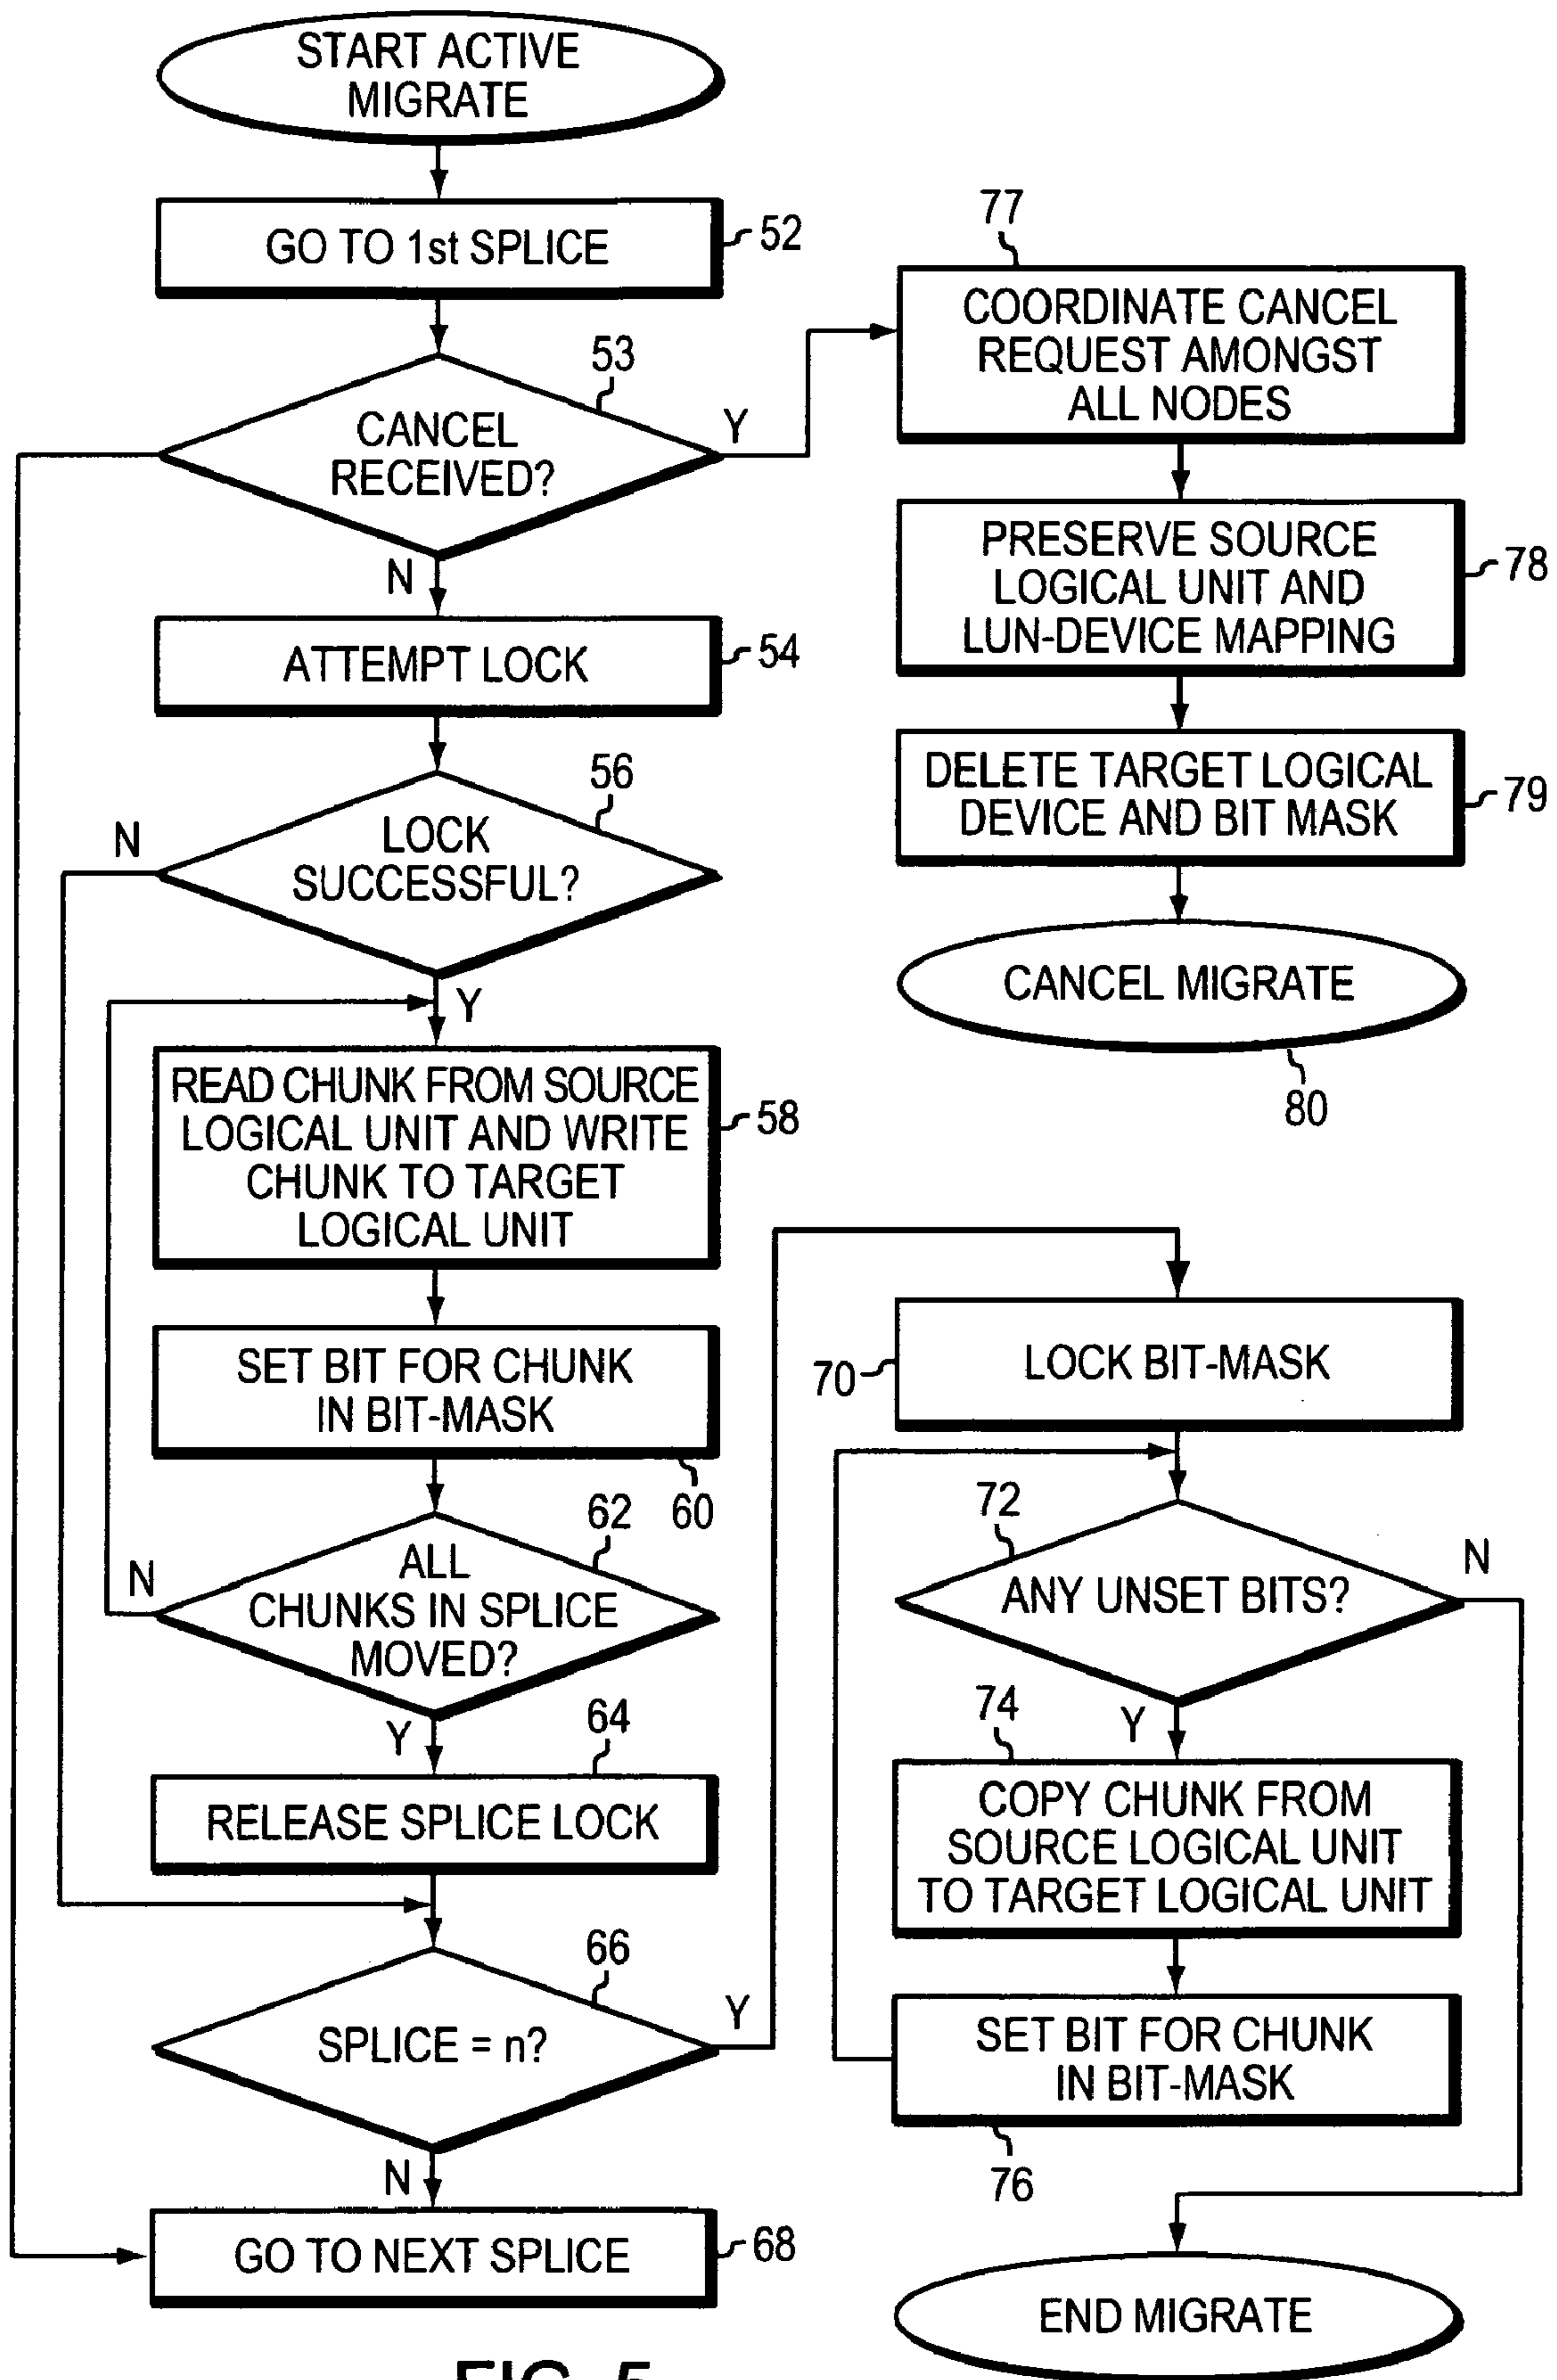 START ACTIVE
MIGRATE
GO TO 1st SPLICE
52
53
CANCEL
RECEIVED?
Y
N
ATTEMPT LOCK
54
56
LOCK
SUCCESSFUL?
N
Y
READ CHUNK FROM SOURCE
LOGICAL UNIT AND WRITE
CHUNK TO TARGET
LOGICAL UNIT
58
SET BIT FOR CHUNK
IN BIT-MASK
60
62
ALL
CHUNKS IN SPLICE
MOVED?
N
Y
64
RELEASE SPLICE LOCK
66
SPLICE = n?
Y
N
GO TO NEXT SPLICE
68
77
COORDINATE CANCEL
REQUEST AMONGST
ALL NODES
PRESERVE SOURCE
LOGICAL UNIT AND
LUN-DEVICE MAPPING
78
DELETE TARGET LOGICAL
DEVICE AND BIT MASK
79
CANCEL MIGRATE
80
LOCK BIT-MASK
70
72
ANY UNSET BITS?
N
Y
74
COPY CHUNK FROM
SOURCE LOGICAL UNIT
TO TARGET LOGICAL UNIT
SET BIT FOR CHUNK
IN BIT-MASK
76
END MIGRATE
FIG. 5